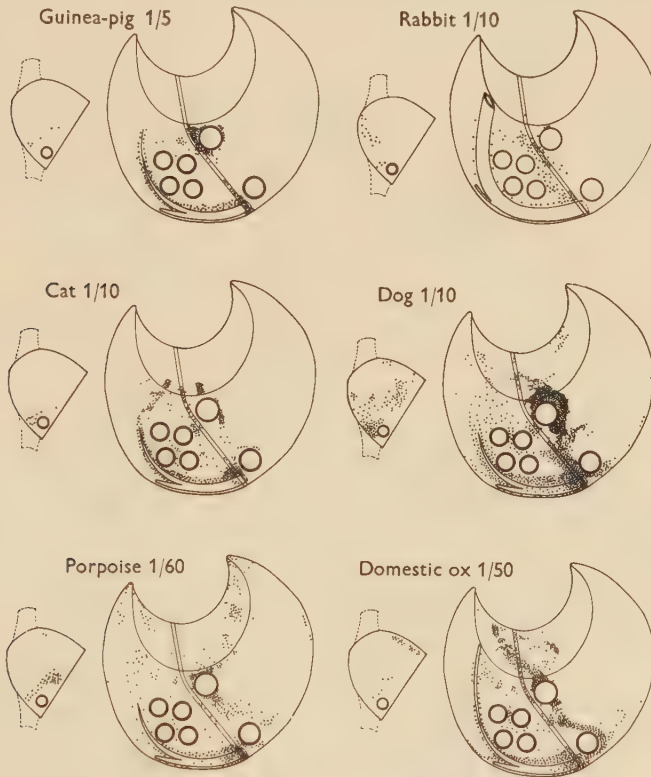 Guinea-pig 1/5
Rabbit 1/10
Cat 1/10
Dog 1/10
Porpoise 1/60
Domestic ox 1/50